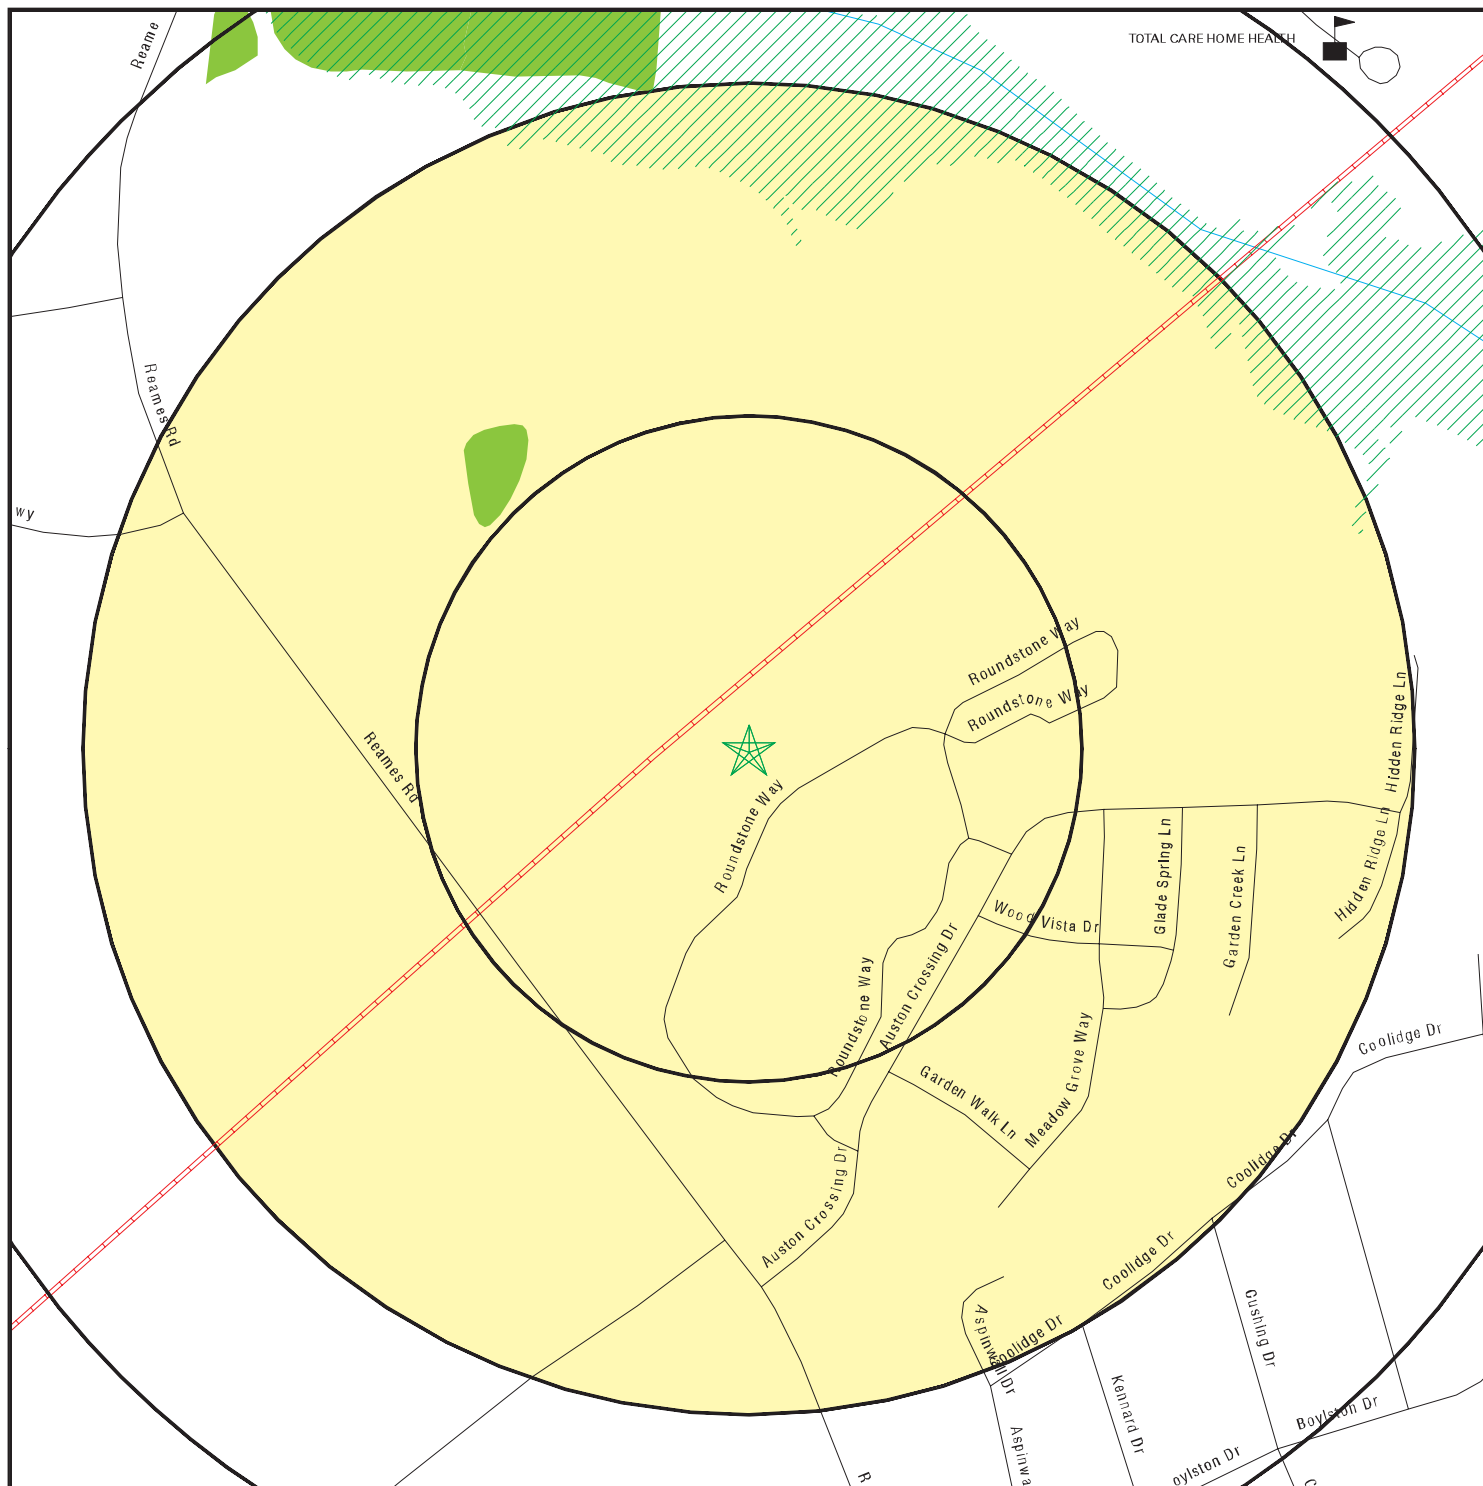 Reame
TOTAL CARE HOME HEALTH
Reames Rd
wy
Roundstone Way
Roundstone Way
Hidden Ridge Ln
Reames Rd
Roundstone Way
Hidden Ridge Ln
Glade Spring Ln
Garden Creek Ln
Wood Vista Dr
Auston Crossing Dr
Roundstone Way
Meadow Grove Way
Coolidge Dr
Garden Walk Ln
Coolidge Dr
Auston Crossing Dr
Coolidge Dr
Cushing Dr
Aspinwall Dr
Coolidge Dr
Kennard Dr
Boylston Dr
Aspinwa
oylston Dr
R
C